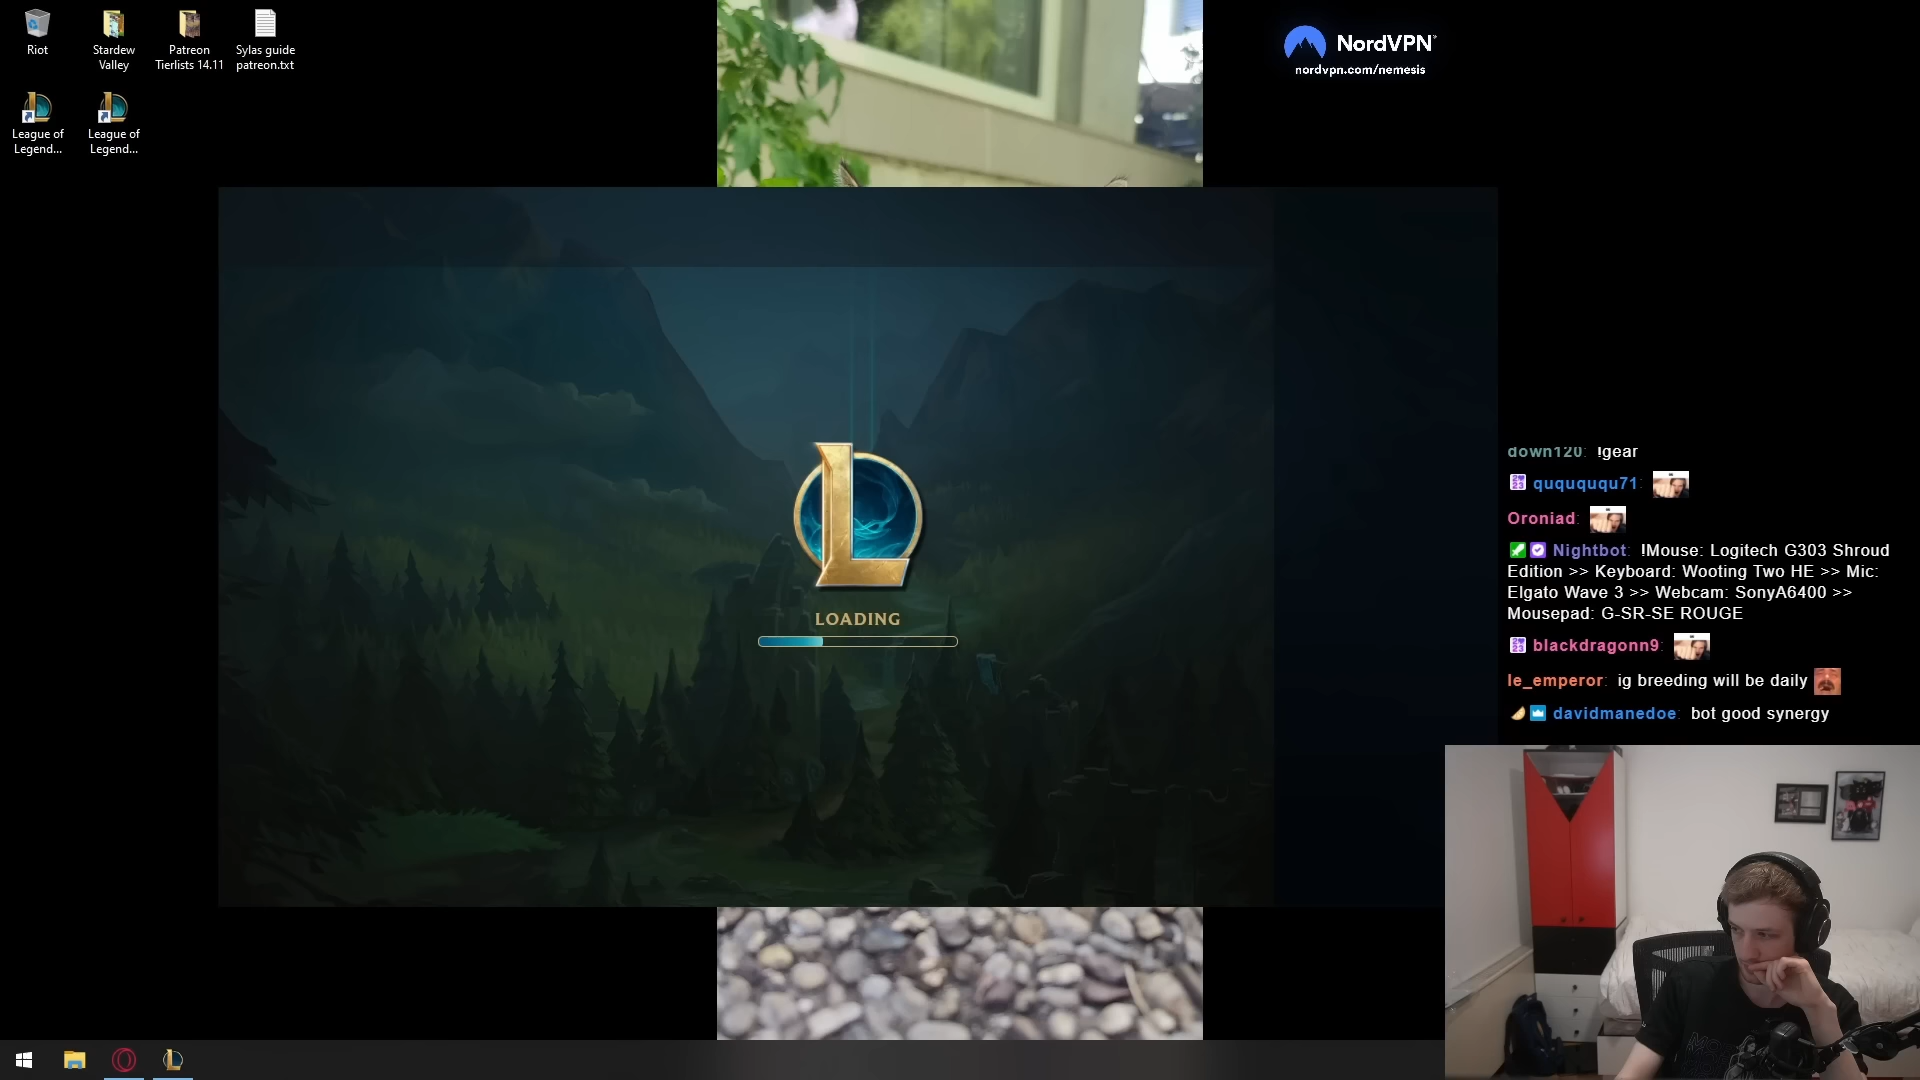 Riot
Stardew
Valley
Patreon
Tierlists 14.11
Sylas guide
patreon.txt
League of
Legend...
League of
Legend...
NordVPN
nordvpn.com/nemesis
LOADING
down120: !gear
qucuququ71:
Oroniad:
Nightbot: !Mouse: Logitech G303 Shroud
Edition >> Keyboard: Wooting Two HE >> Mic:
Elgato Wave 3 >> Webcam: SonyA6400 >>
Mousepad: G-SR-SE ROUGE
blackdragonn9:
le_emperor: ig breeding will be daily
davidmanedoe: bot good synergy